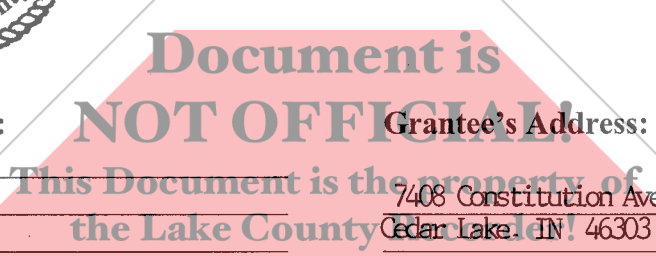 Document is
NOT OFFICIAL!
:
Grantee's Address:
This Document is the property of
7408 Constitution Ave
the Lake County Recorder!
Cedar Lake, IN 46303